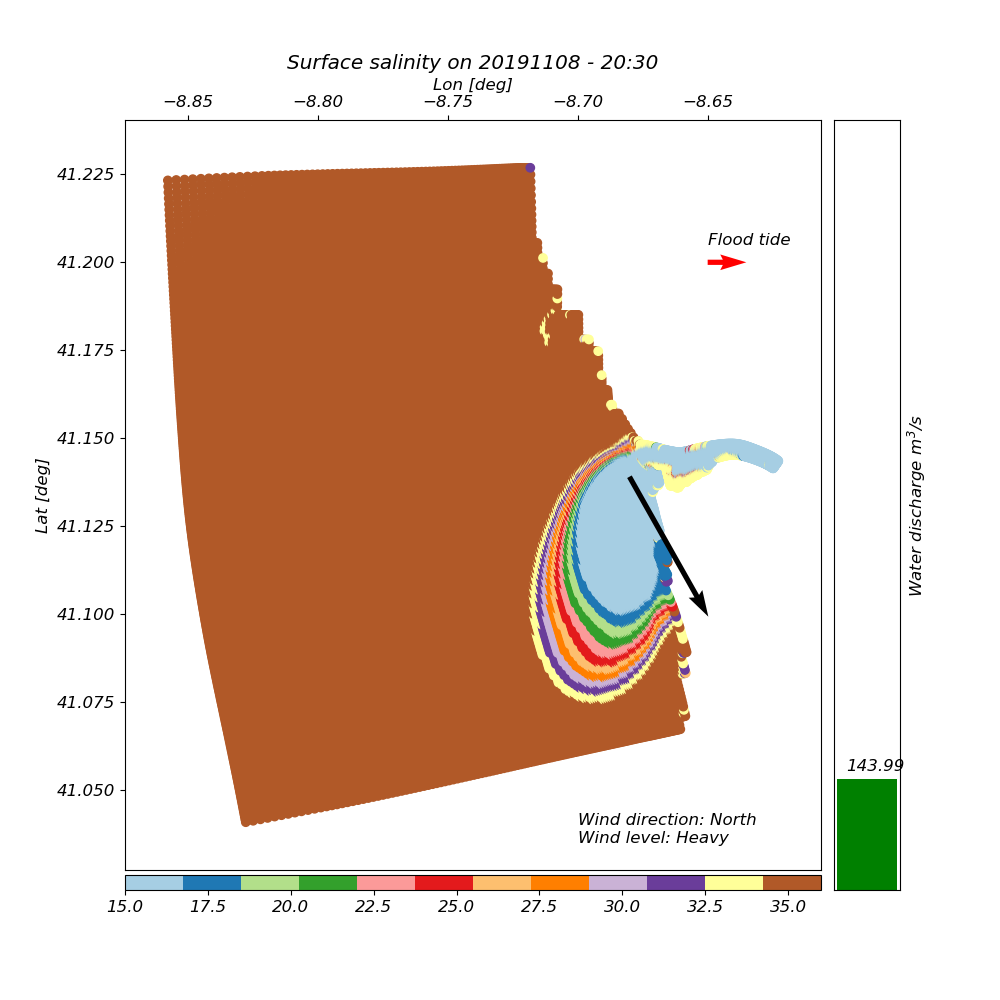 Surface salinity on 20191108 - 20:30
Lon [deg]
−8.85 −8.80 −8.75 −8.70 −8.65
41.225
41.200
41.175
41.150
41.125
41.100
41.075
41.050
Lat [deg]
Flood tide
Wind direction: North
Wind level: Heavy
15.0 17.5 20.0 22.5 25.0 27.5 30.0 32.5 35.0
143.99
Water discharge m³/s